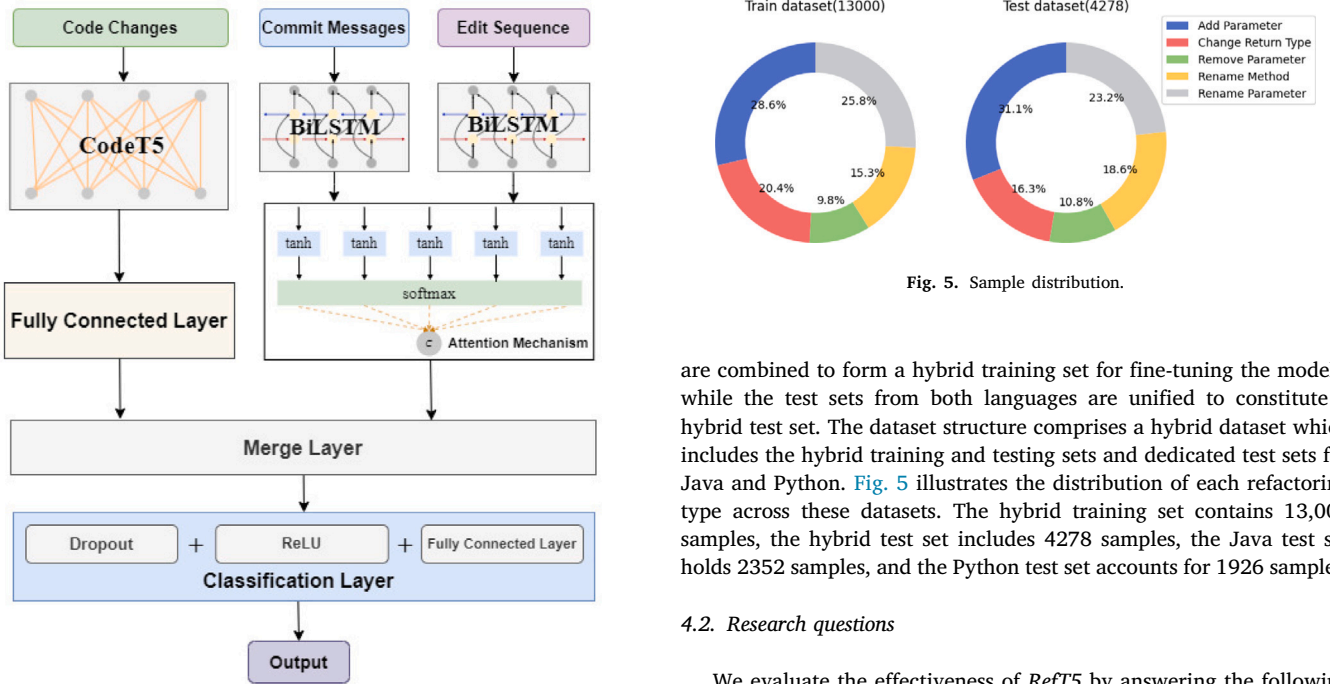 Code Changes
Commit Messages
Edit Sequence
CodeT5
BiLSTM
BiLSTM
tanh
tanh
tanh
tanh
tanh
softmax
c
Attention Mechanism
Fully Connected Layer
Merge Layer
Dropout + ReLU + Fully Connected Layer
Classification Layer
Output
Train dataset(13000)
Test dataset(4278)
Add Parameter
Change Return Type
Remove Parameter
Rename Method
Rename Parameter
28.6%
25.8%
20.4%
9.8%
15.3%
31.1%
23.2%
16.3%
10.8%
18.6%
Fig. 5. Sample distribution.
are combined to form a hybrid training set for fine-tuning the mode
while the test sets from both languages are unified to constitute
hybrid test set. The dataset structure comprises a hybrid dataset whic
includes the hybrid training and testing sets and dedicated test sets f
Java and Python. Fig. 5 illustrates the distribution of each refactorin
type across these datasets. The hybrid training set contains 13,00
samples, the hybrid test set includes 4278 samples, the Java test s
holds 2352 samples, and the Python test set accounts for 1926 sample
4.2. Research questions
We evaluate the effectiveness of RefT5 by answering the followin